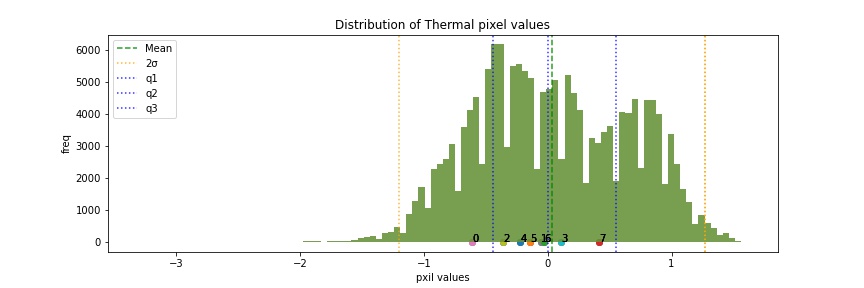 Distribution of Thermal pixel values
Mean
2σ
q1
q2
q3
freq
6000
5000
4000
3000
2000
1000
0
0 2 4 5 1 6 3 7
−3 −2 −1 0 1
pxil values